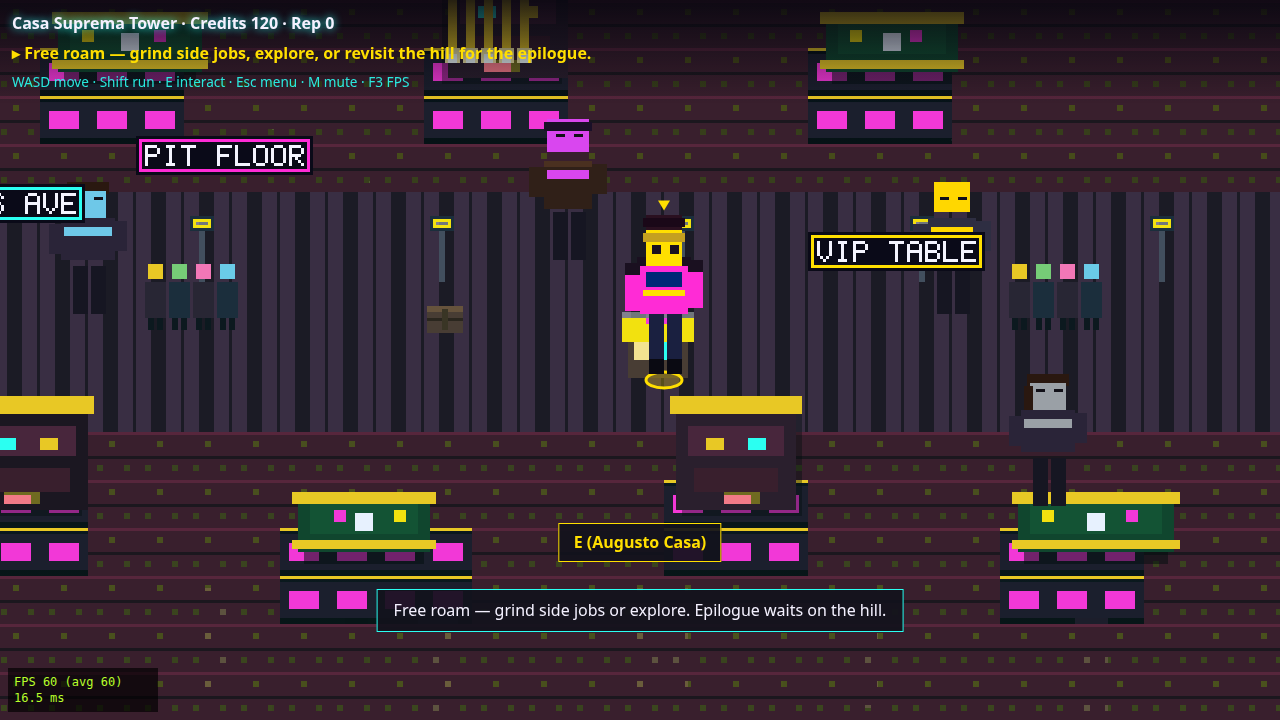 Casa Suprema Tower · Credits 120 · Rep 0
▸ Free roam — grind side jobs, explore, or revisit the hill for the epilogue.
WASD move · Shift run · E interact · Esc menu · M mute · F3 FPS
PIT FLOOR
S AVE
VIP TABLE
E (Augusto Casa)
Free roam — grind side jobs or explore. Epilogue waits on the hill.
FPS 60 (avg 60)
16.5 ms